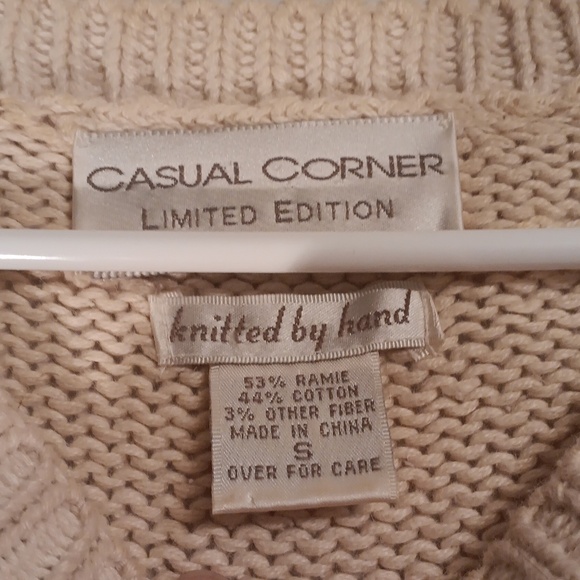 CASUAL CORNER
LIMITED EDITION
knitted by hand
53% RAMIE
44% COTTON
3% OTHER FIBER
MADE IN CHINA
S
OVER FOR CARE